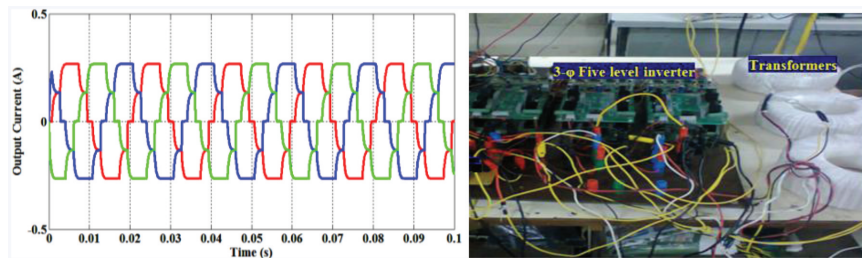 0.5
0
-0.5
Output Current (A)
0 0.01 0.02 0.03 0.04 0.05 0.06 0.07 0.08 0.09 0.1
Time (s)
3-φ Five level inverter
Transformers